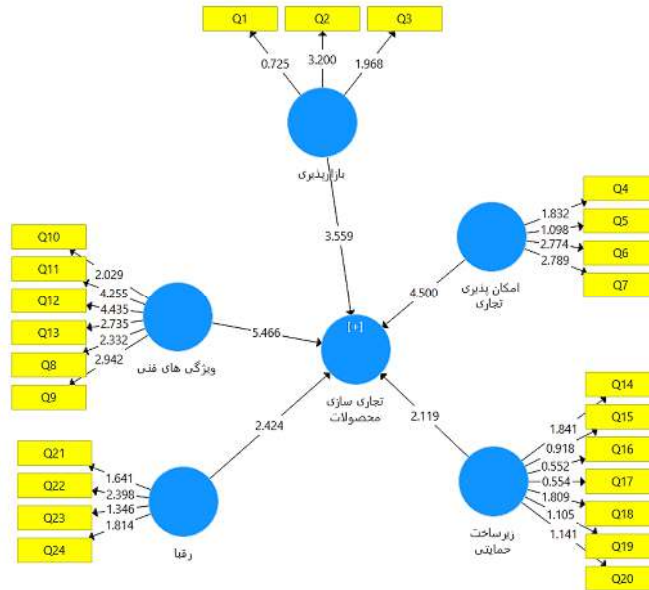 Q1
Q2
Q3
0.725
3.200
1.968
بازارپذیری
3.559
Q4
Q5
Q6
Q7
1.832
1.098
2.774
2.789
امکان پذیری
تجاری
4.500
Q10
Q11
Q12
Q13
Q8
Q9
2.029
4.255
4.435
2.735
2.332
2.942
ویژگی های فنی
5.466
[+]
تجاری سازی
محصولات
Q21
Q22
Q23
Q24
1.641
2.398
1.346
1.814
رقبا
2.424
2.119
Q14
Q15
Q16
Q17
Q18
Q19
Q20
1.841
0.918
0.552
0.554
1.809
1.105
1.141
زیرساخت
حمایتی